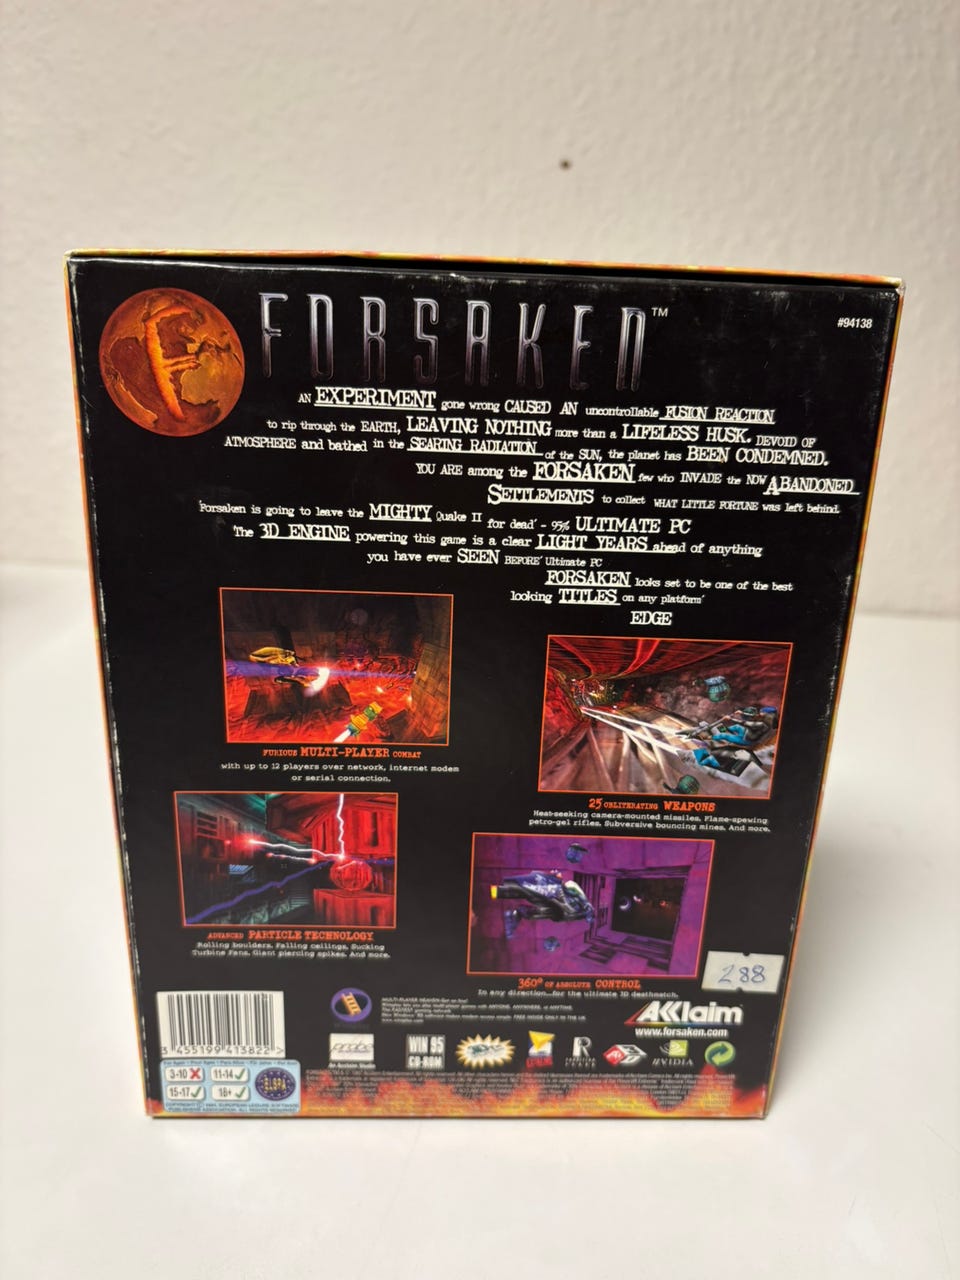 FORSAKEN™
#94138
AN EXPERIMENT gone wrong CAUSED AN uncontrollable FUSION REACTION
to rip through the EARTH, LEAVING NOTHING more than a LIFELESS HUSK. DEVOID OF
ATMOSPHERE and bathed in the SEARING RADIATION of the SUN, the planet has BEEN CONDEMNED.
YOU ARE among the FORSAKEN few who INVADE the NOW ABANDONED
SETTLEMENTS to collect WHAT LITTLE FORTUNE was left behind.
'Forsaken is going to leave the MIGHTY Quake II for dead' - 95% ULTIMATE PC
'The 3D ENGINE powering this game is a clear LIGHT YEARS ahead of anything
you have ever SEEN BEFORE' Ultimate PC
FORSAKEN looks set to be one of the best
looking TITLES on any platform'
EDGE
FURIOUS MULTI-PLAYER COMBAT
with up to 12 players over network, internet modem
or serial connection.
25 OBLITERATING WEAPONS
Heat-seeking camera-mounted missiles. Flame-spewing
petro-gel rifles. Subversive bouncing mines. And more.
ADVANCED PARTICLE TECHNOLOGY
Rolling boulders. Falling ceilings. Sucking
Turbine Fans. Giant piercing spikes. And more.
360° OF ABSOLUTE CONTROL
In any direction...for the ultimate 3D deathmatch.
288
AKklaim
www.forsaken.com
3 455199 413822 >
probe
An Acclaim Studio
WIN 95
CD-ROM
NVIDIA
3-10
11-14
15-17
18+
ELSPA